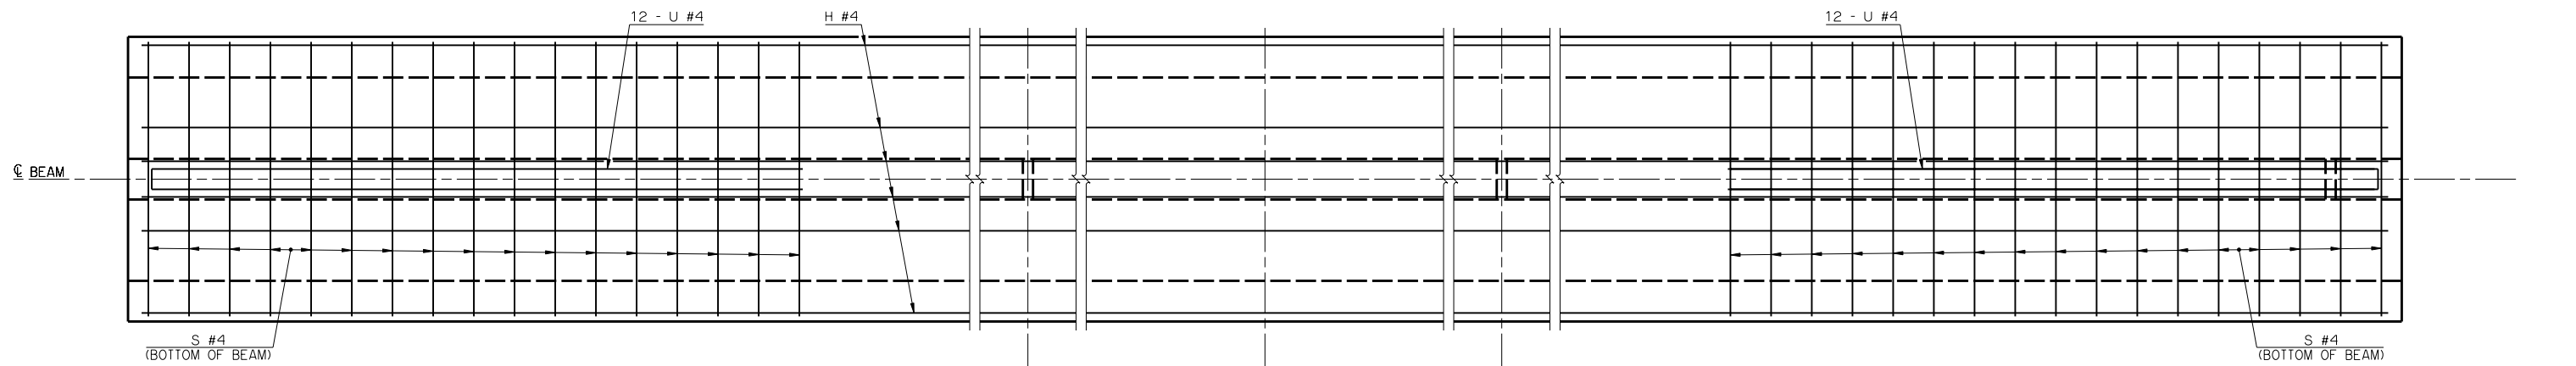 12 - U #4
H #4
12 - U #4
℄ BEAM
S #4
(BOTTOM OF BEAM)
S #4
(BOTTOM OF BEAM)